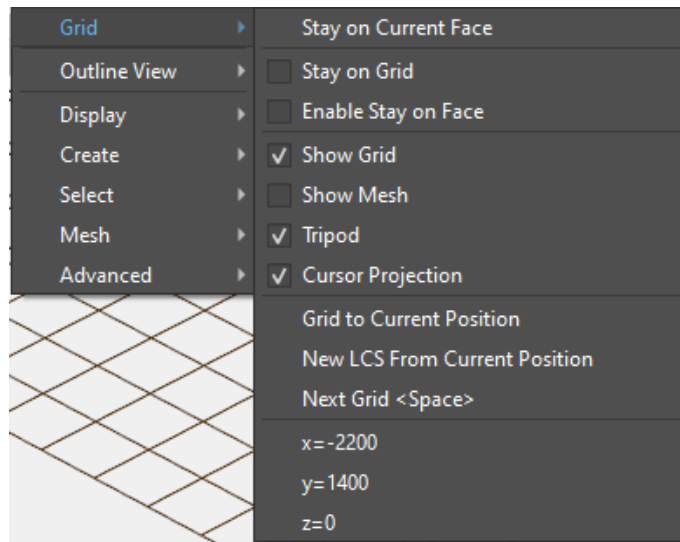 Grid
Outline View
Display
Create
Select
Mesh
Advanced
Stay on Current Face
Stay on Grid
Enable Stay on Face
Show Grid
Show Mesh
Tripod
Cursor Projection
Grid to Current Position
New LCS From Current Position
Next Grid <Space>
x=-2200
y=1400
z=0